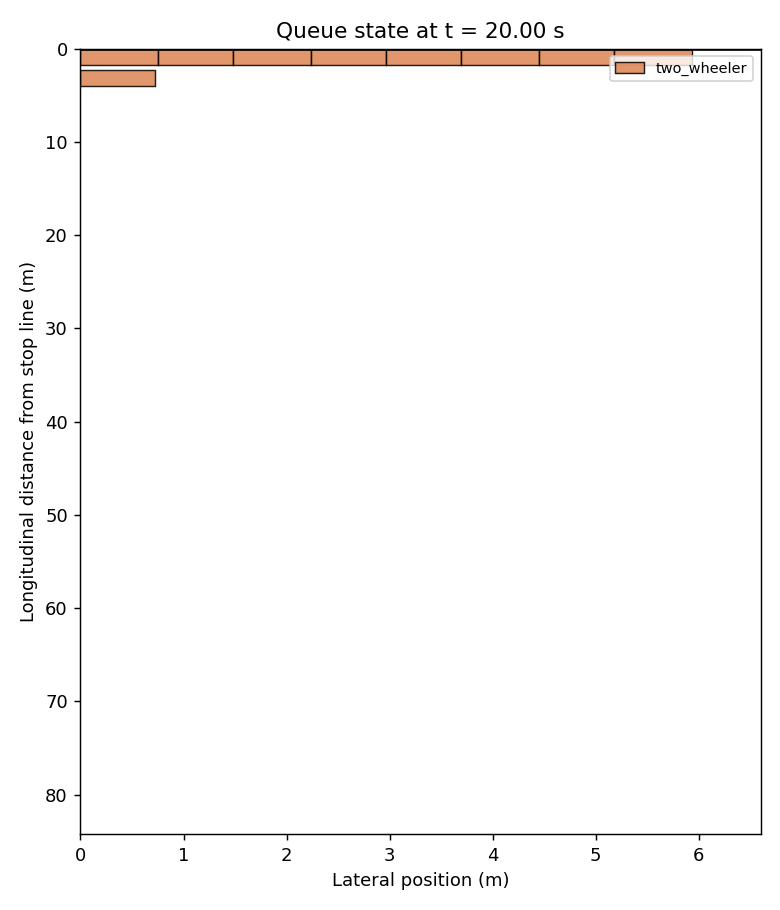 Queue state at t = 20.00 s
two_wheeler
Longitudinal distance from stop line (m)
0
10
20
30
40
50
60
70
80
0 1 2 3 4 5 6
Lateral position (m)